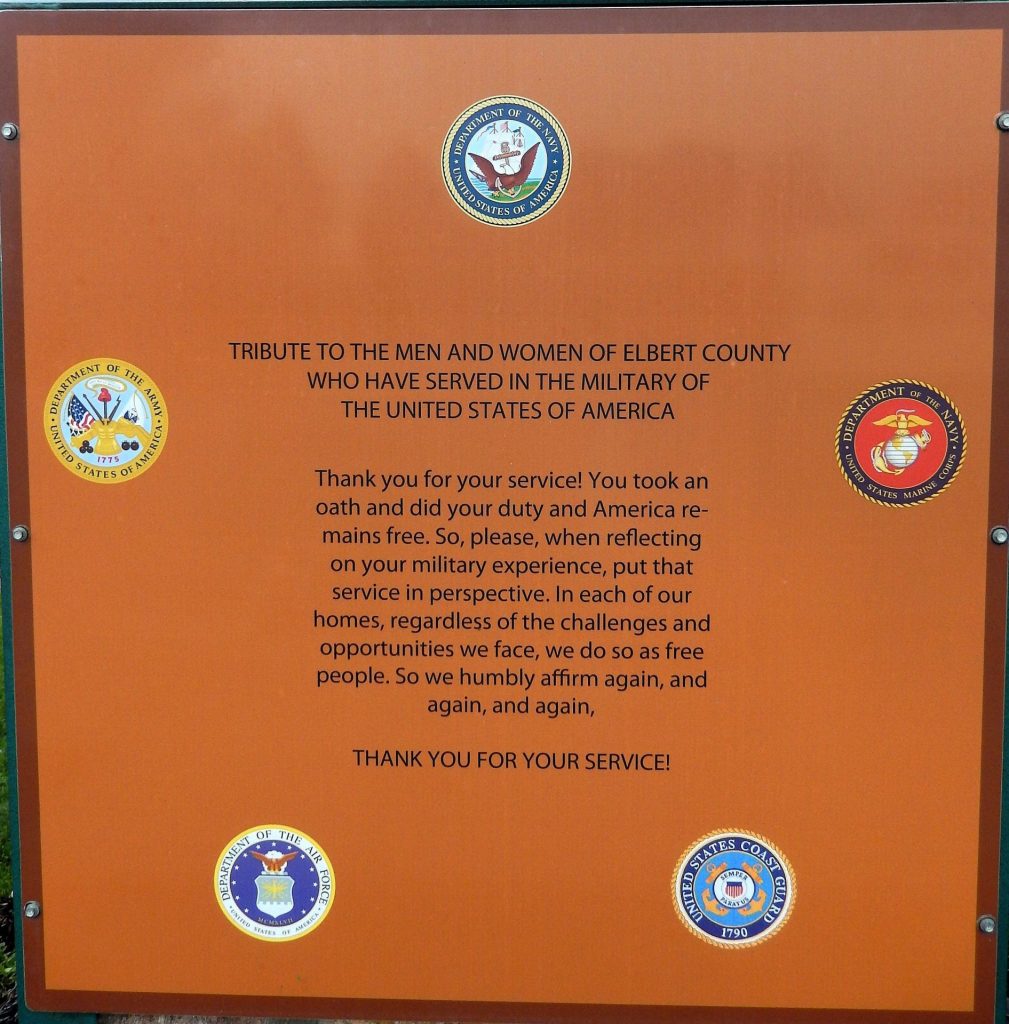 DEPARTMENT OF THE NAVY
UNITED STATES OF AMERICA
TRIBUTE TO THE MEN AND WOMEN OF ELBERT COUNTY
WHO HAVE SERVED IN THE MILITARY OF
THE UNITED STATES OF AMERICA
DEPARTMENT OF THE ARMY
1775
UNITED STATES OF AMERICA
DEPARTMENT OF THE NAVY
UNITED STATES MARINE CORPS
Thank you for your service! You took an
oath and did your duty and America re-
mains free. So, please, when reflecting
on your military experience, put that
service in perspective. In each of our
homes, regardless of the challenges and
opportunities we face, we do so as free
people. So we humbly affirm again, and
again, and again,
THANK YOU FOR YOUR SERVICE!
DEPARTMENT OF THE AIR FORCE
MCMXLVII
UNITED STATES OF AMERICA
UNITED STATES COAST GUARD
SEMPER
PARATUS
1790